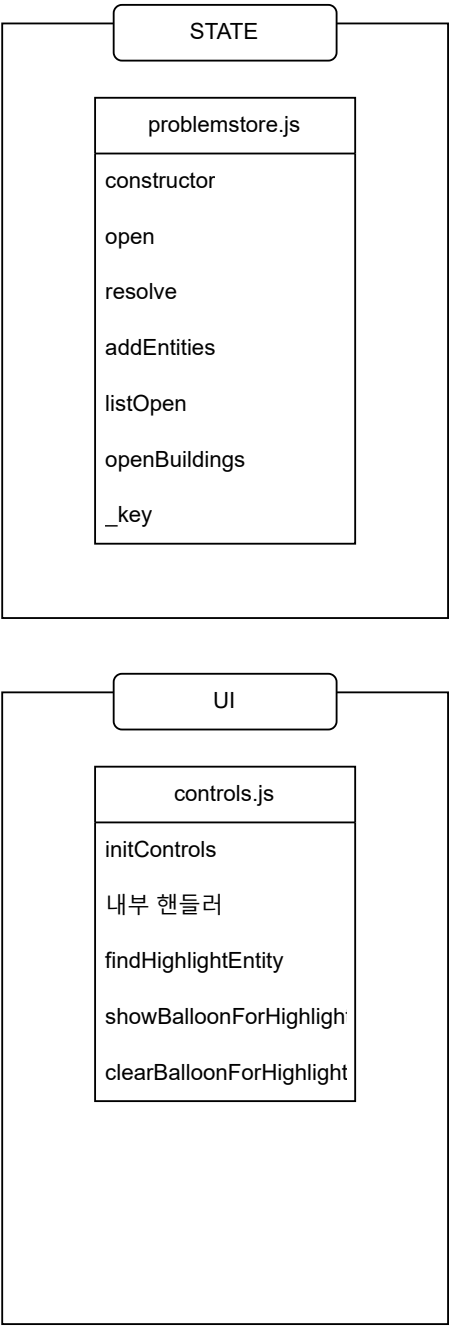 STATE
problemstore.js
constructor
open
resolve
addEntities
listOpen
openBuildings
_key
UI
controls.js
initControls
내부 핸들러
findHighlightEntity
showBalloonForHighligh
clearBalloonForHighlight